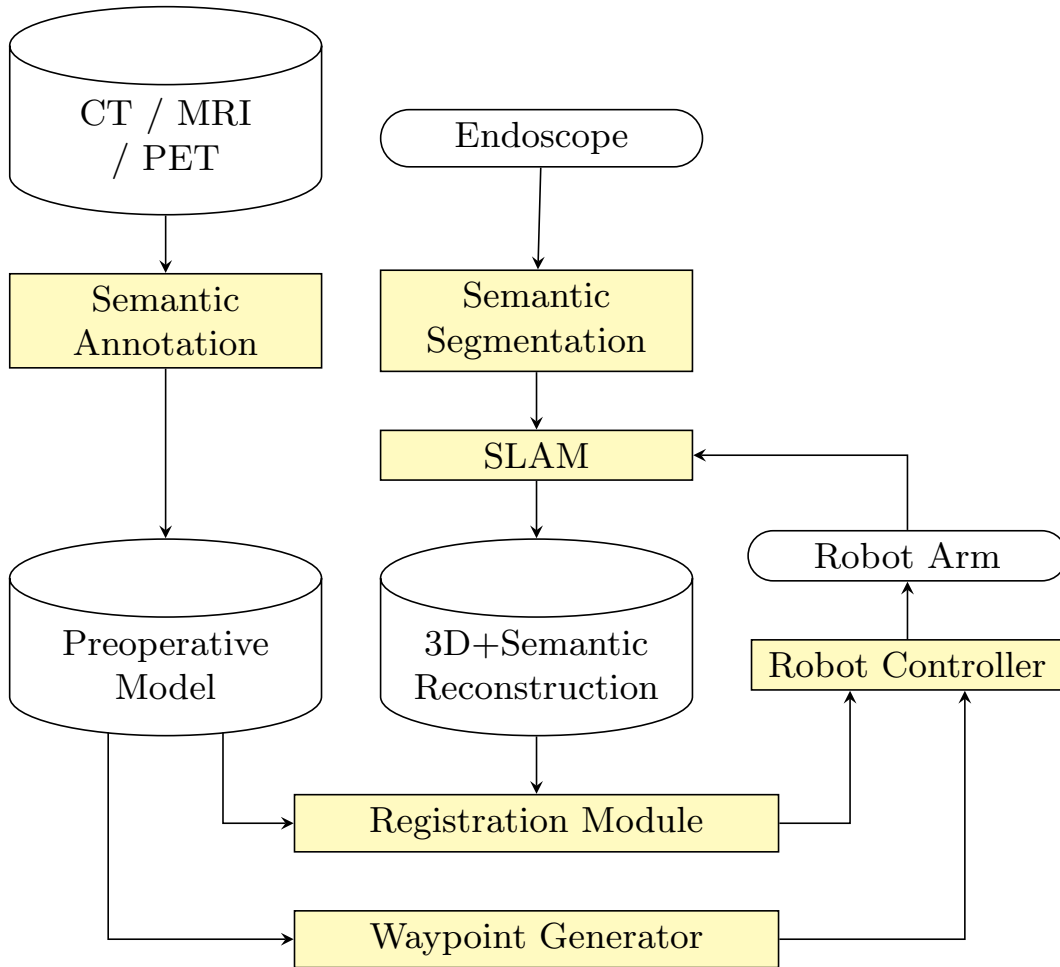 CT / MRI
/ PET
Endoscope
Semantic
Annotation
Semantic
Segmentation
SLAM
Robot Arm
Preoperative
Model
3D+Semantic
Reconstruction
Robot Controller
Registration Module
Waypoint Generator